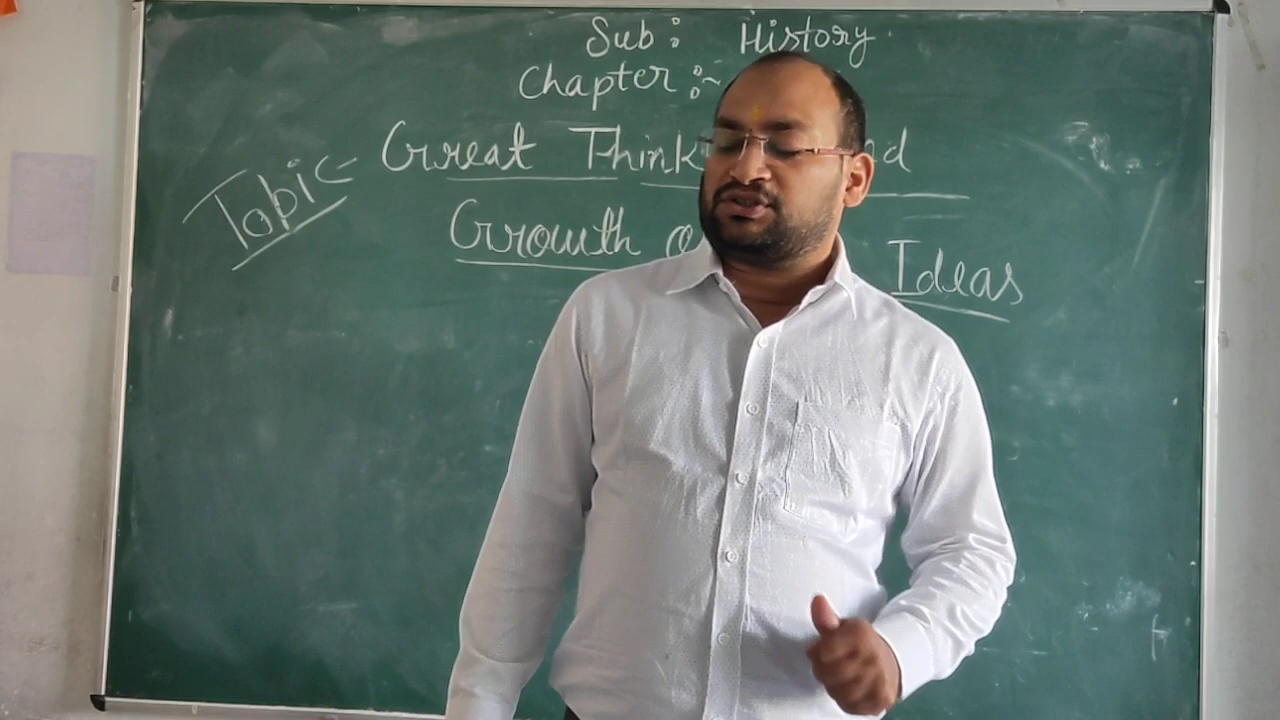 Sub : History
Chapter :~
Topic Great Think
Growth Ideas